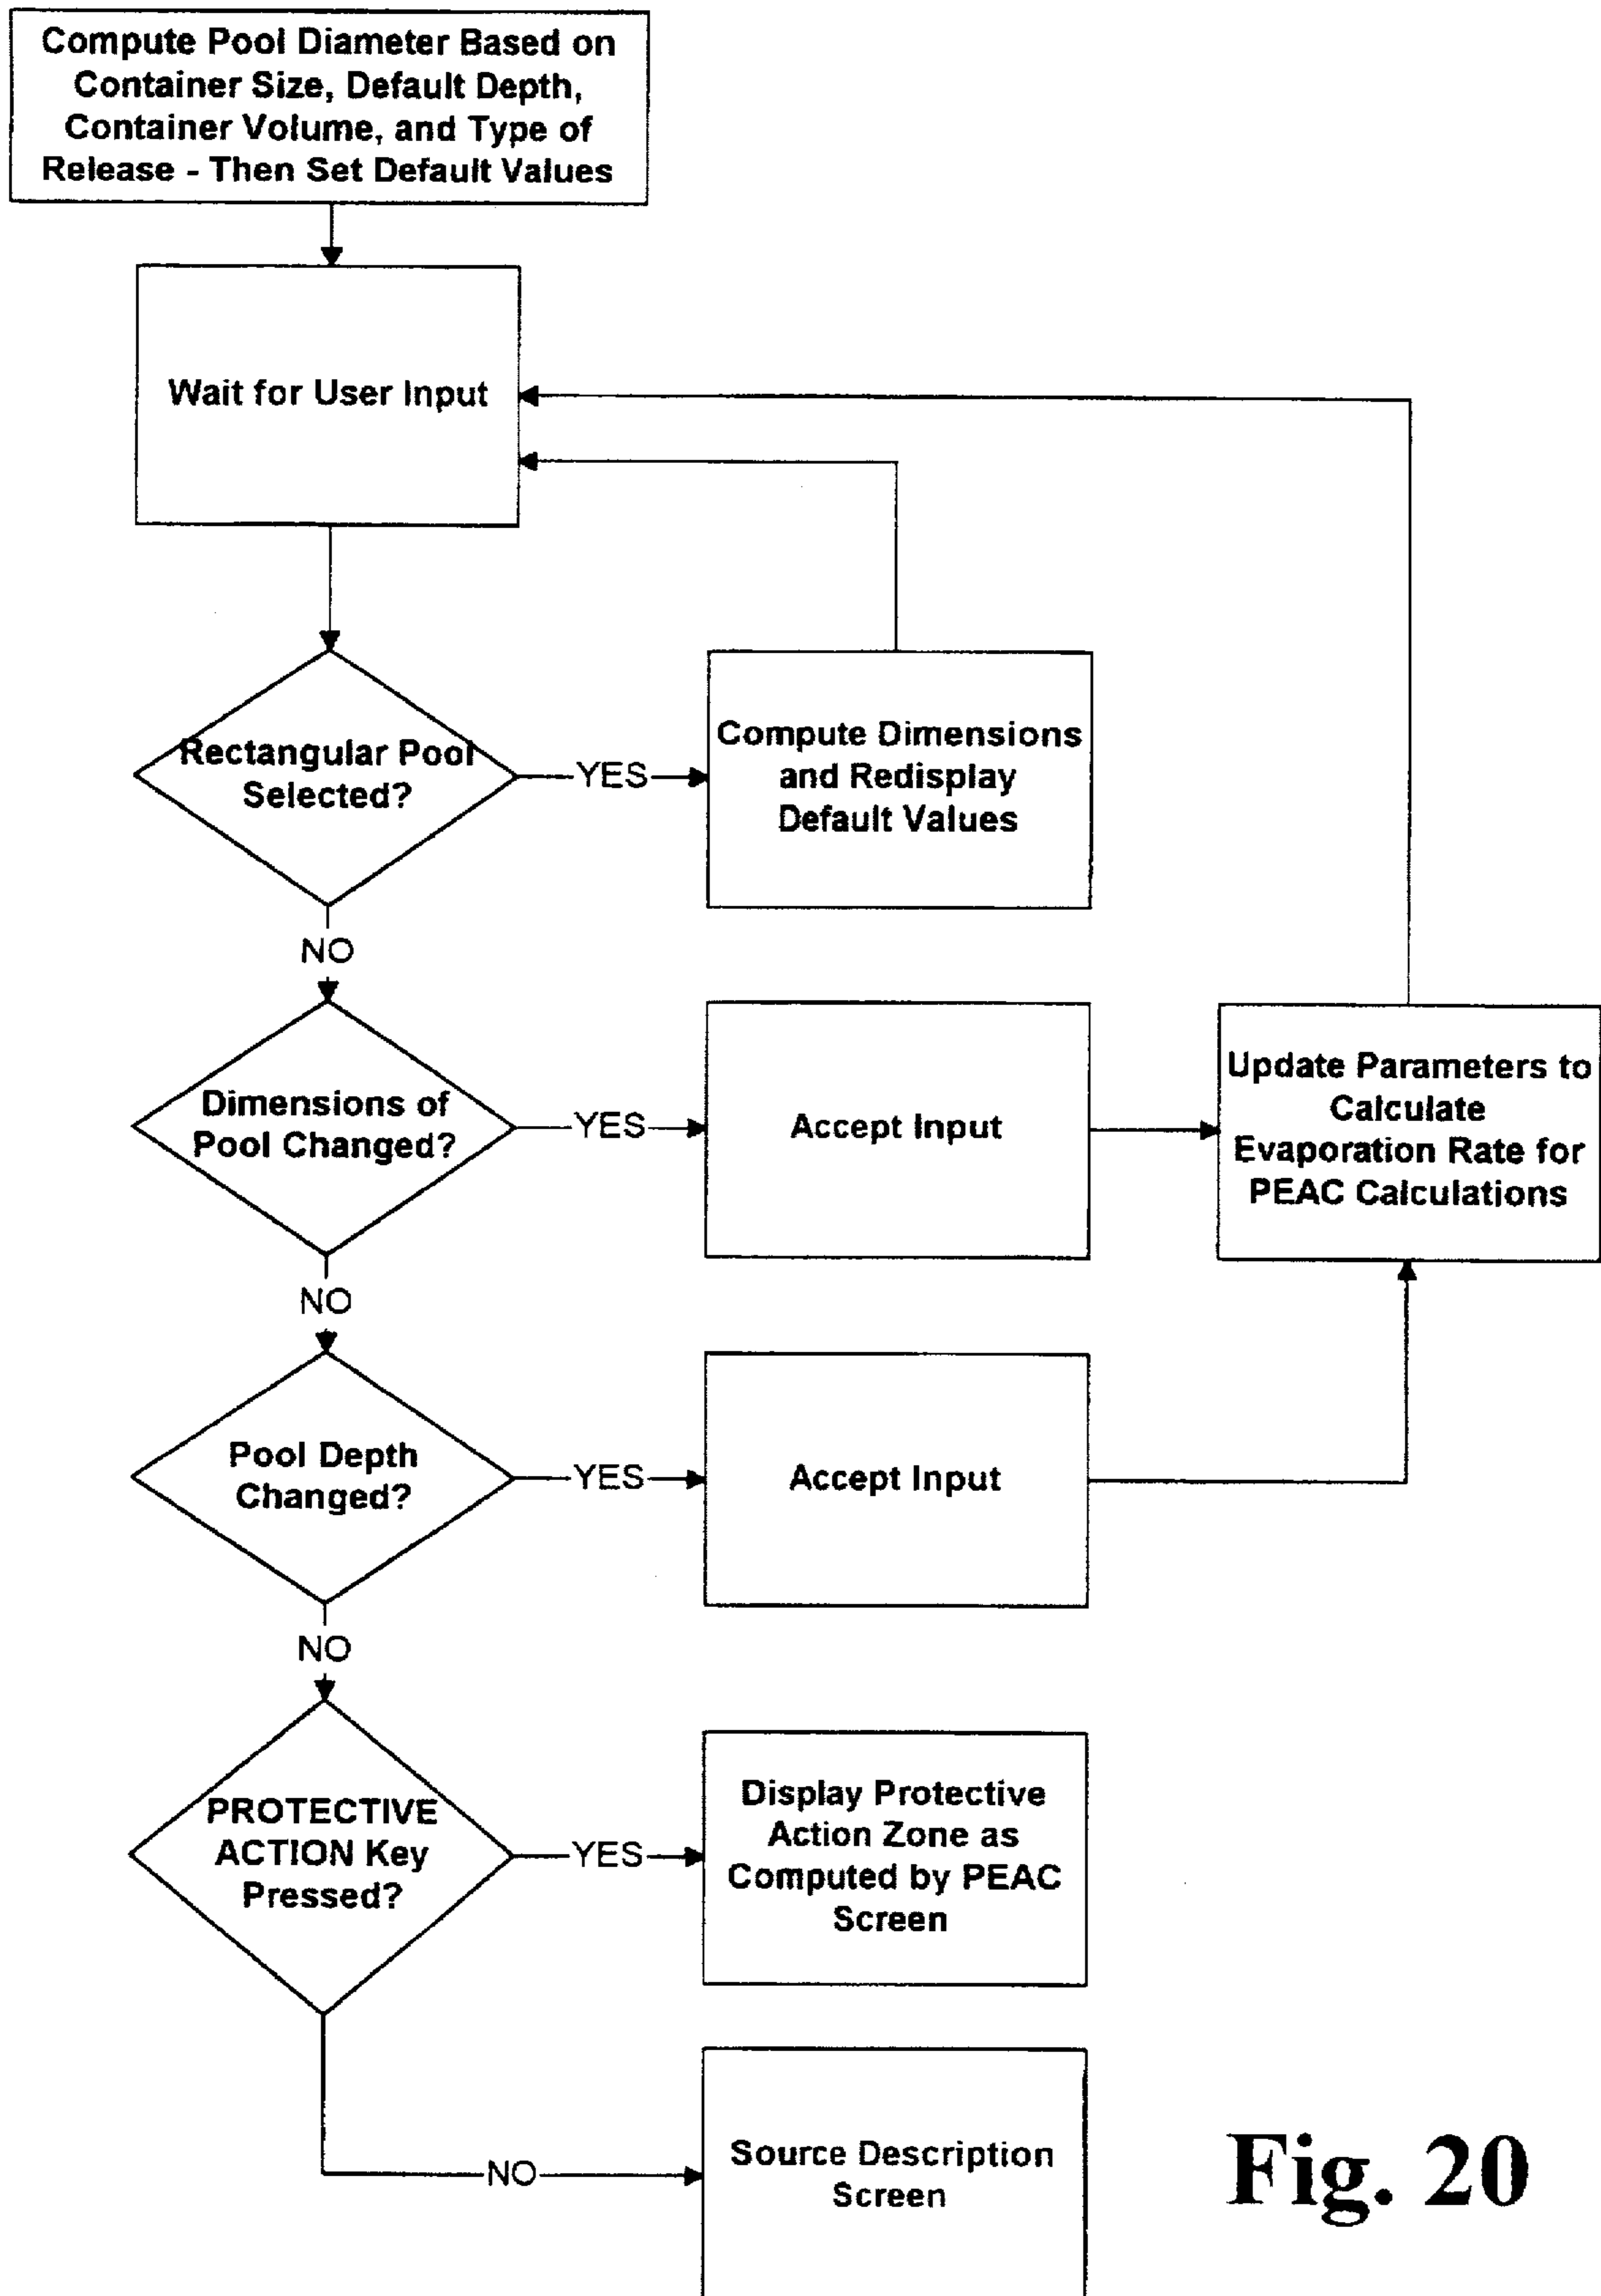 Compute Pool Diameter Based on
Container Size, Default Depth,
Container Volume, and Type of
Release - Then Set Default Values
Wait for User Input
Rectangular Pool
Selected?
YES
Compute Dimensions
and Redisplay
Default Values
NO
Dimensions of
Pool Changed?
YES
Accept Input
Update Parameters to
Calculate
Evaporation Rate for
PEAC Calculations
NO
Pool Depth
Changed?
YES
Accept Input
NO
PROTECTIVE
ACTION Key
Pressed?
YES
Display Protective
Action Zone as
Computed by PEAC
Screen
NO
Source Description
Screen
Fig. 20